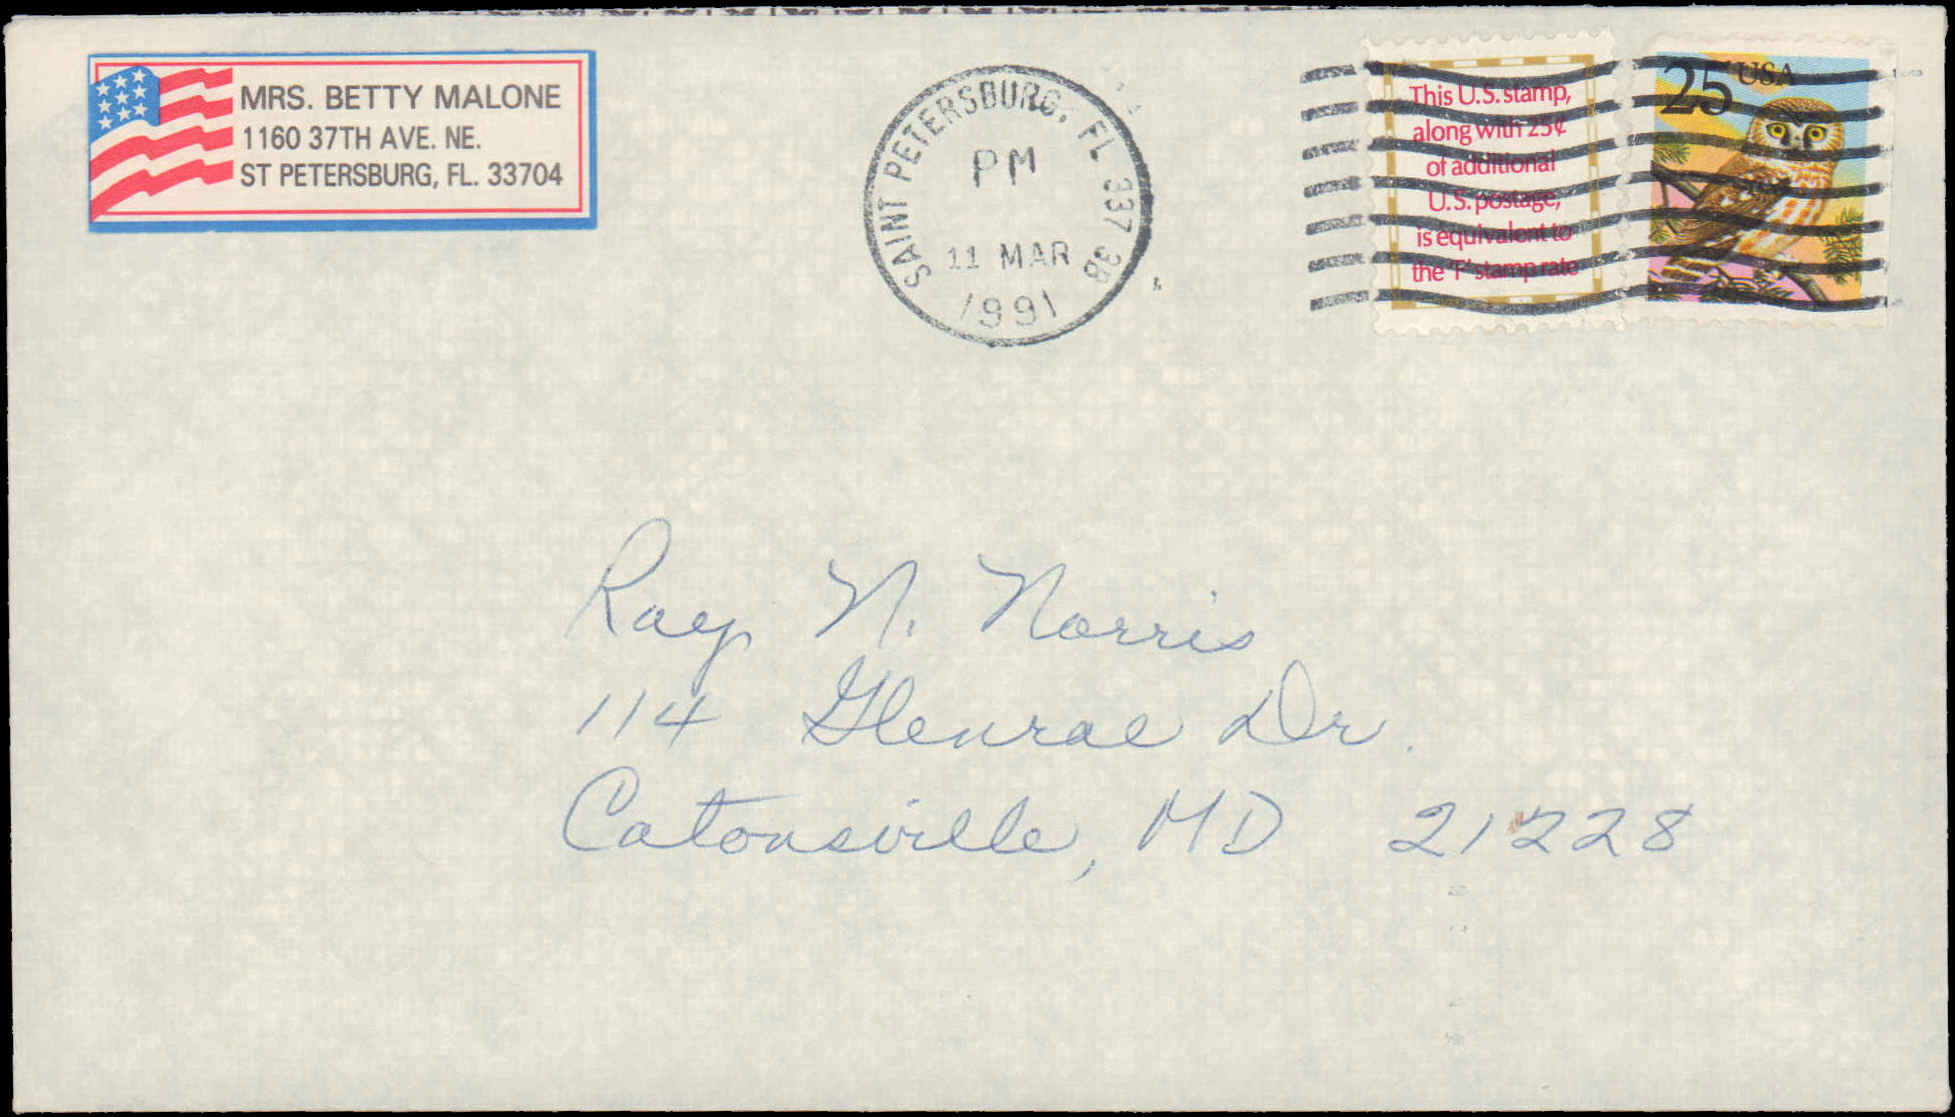 MRS. BETTY MALONE
1160 37TH AVE. NE.
ST PETERSBURG, FL. 33704
SAINT PETERSBURG, FL 337 3B
PM
11 MAR
1991
This U.S. stamp,
along with 25¢
of additional
U.S. postage,
is equivalent to
the 'F' stamp rate
25 USA
Ray N. Norris
114 Glenrae Dr.
Catonsville, MD 21228